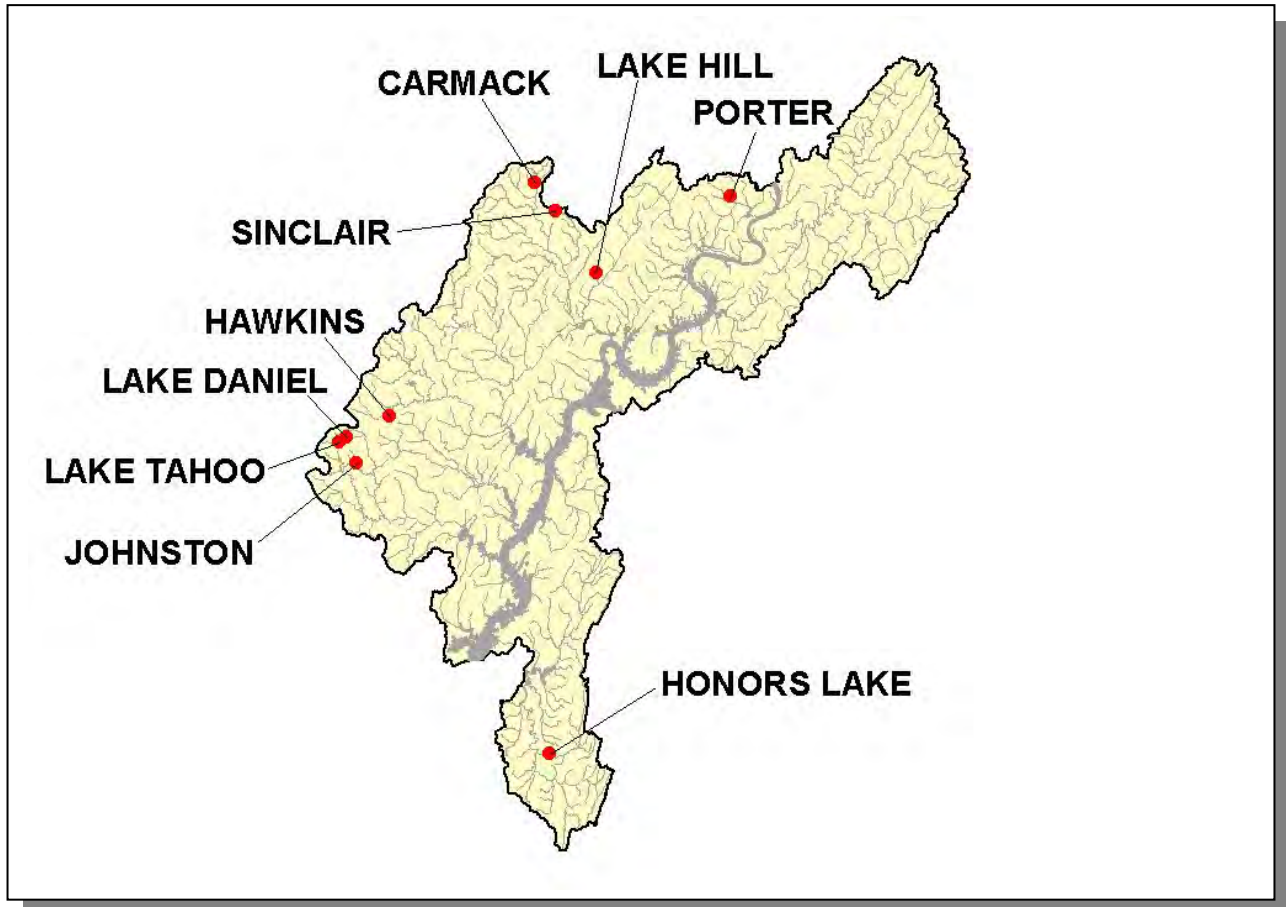 LAKE HILL
CARMACK
PORTER
SINCLAIR
HAWKINS
LAKE DANIEL
LAKE TAHOO
JOHNSTON
HONORS LAKE